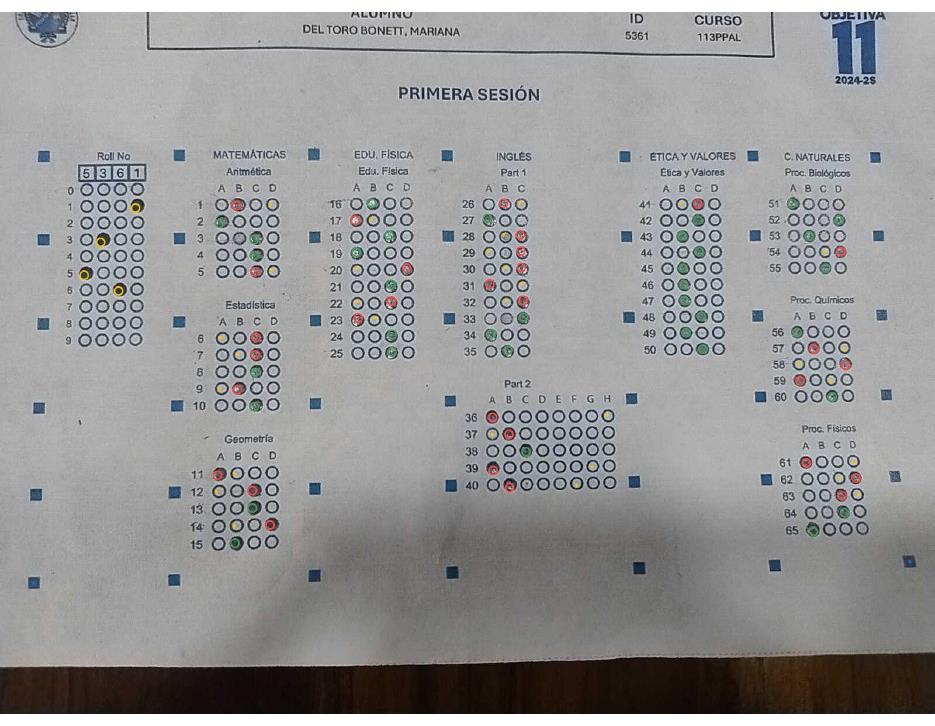 ALUMNO
DEL TORO BONETT, MARIANA
ID
5361
CURSO
113PPAL
OBJETIVA
11
2024-2S
PRIMERA SESIÓN
Roll No
5 3 6 1
0
1
2
3
4
5
6
7
8
9
MATEMÁTICAS
Aritmética
A B C D
1
2
3
4
5
Estadística
A B C D
6
7
8
9
10
Geometría
A B C D
11
12
13
14
15
EDU. FÍSICA
Edu. Física
A B C D
16
17
18
19
20
21
22
23
24
25
INGLÉS
Part 1
A B C
26
27
28
29
30
31
32
33
34
35
Part 2
A B C D E F G H
36
37
38
39
40
ÉTICA Y VALORES
Ética y Valores
A B C D
41
42
43
44
45
46
47
48
49
50
C. NATURALES
Proc. Biológicos
A B C D
51
52
53
54
55
Proc. Químicos
A B C D
56
57
58
59
60
Proc. Físicos
A B C D
61
62
63
64
65